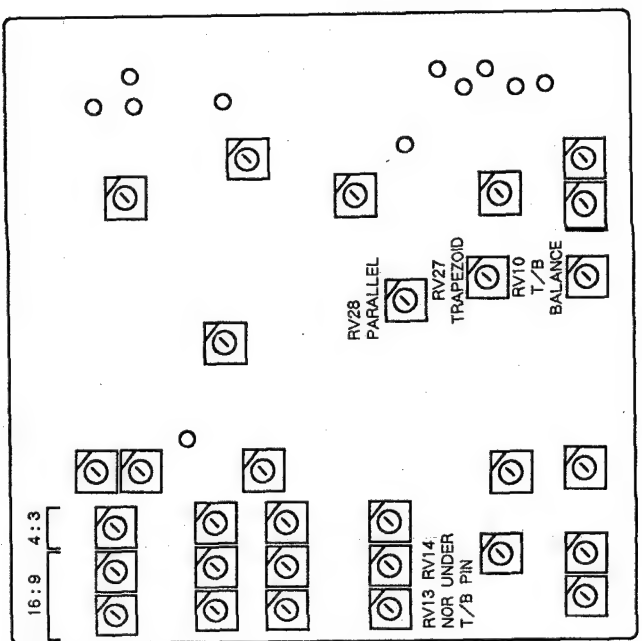 16:9 4:3
RV28
PARALLEL
RV27
TRAPEZOID
RV10
T/B
BALANCE
RV13 RV14
NOR UNDER
T/B PIN